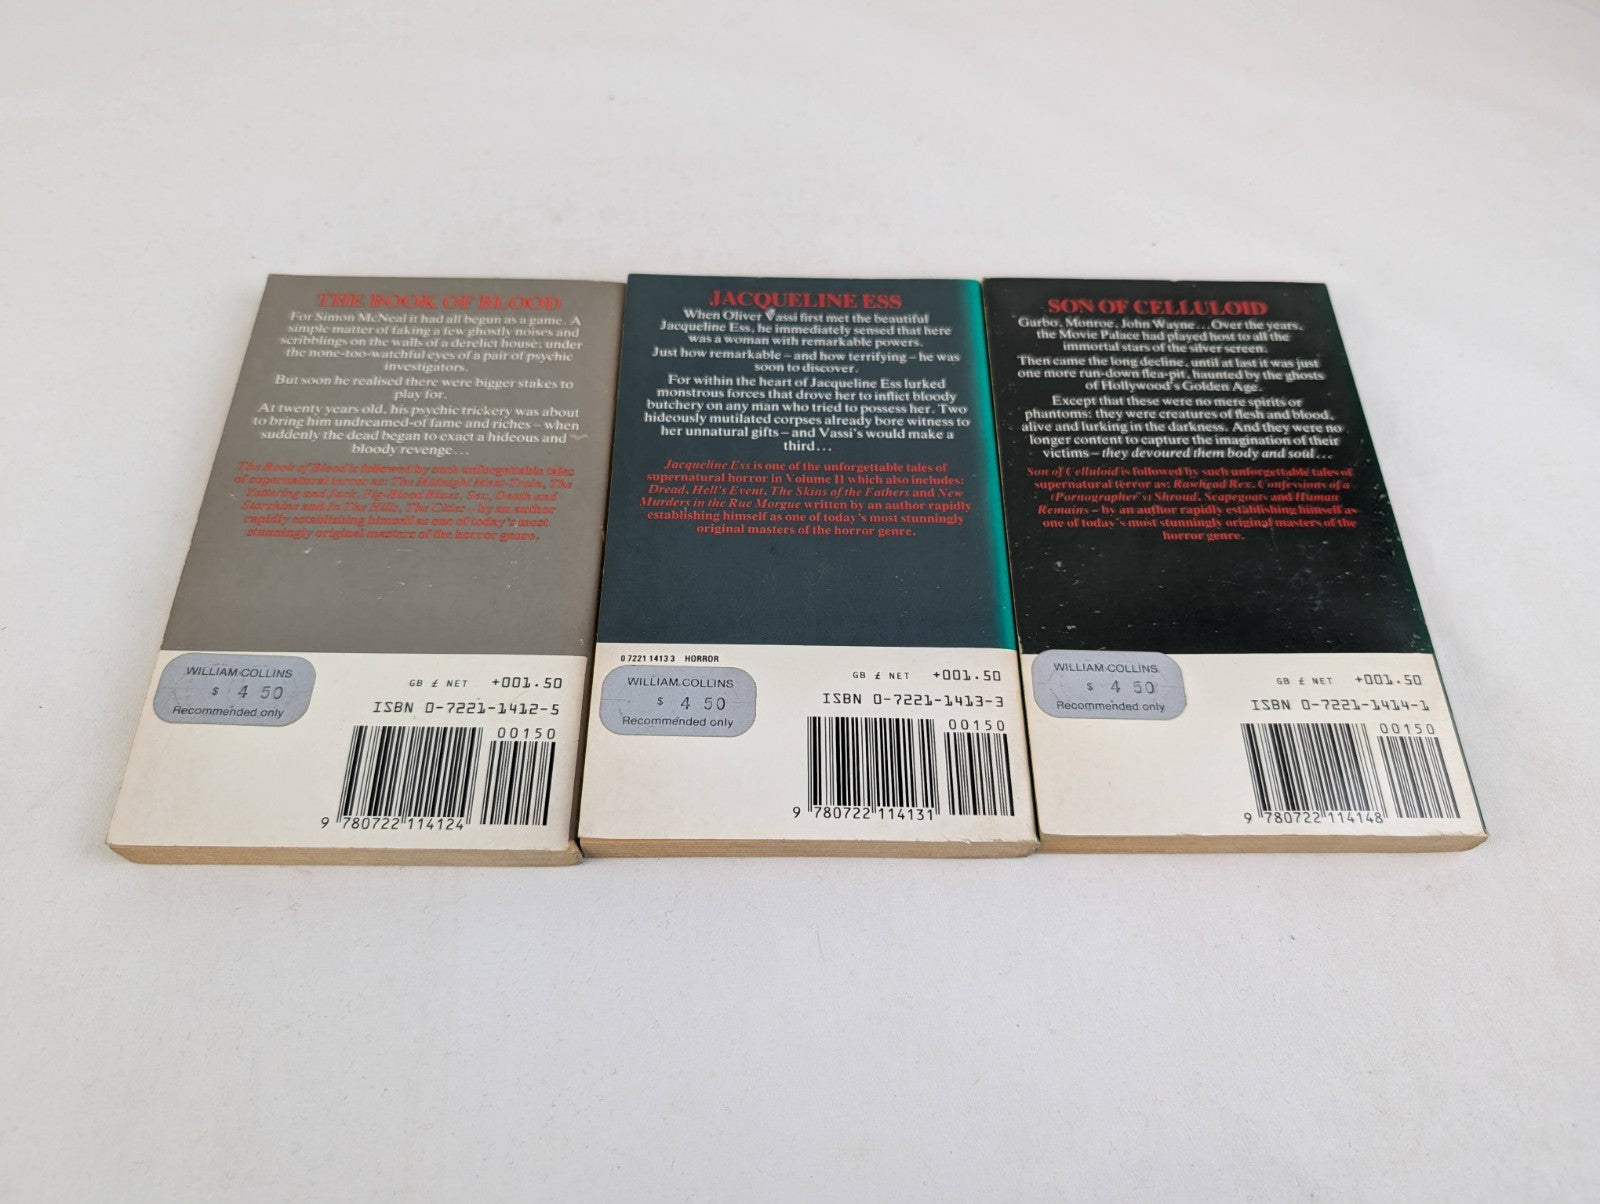 THE BOOK OF BLOOD
For Simon McNeal it had all begun as a game. A
simple matter of faking a few ghostly noises and
scribblings on the walls of a derelict house; under
the none-too-watchful eyes of a pair of psychic
investigators.
But soon he realised there were bigger stakes to
play for.
At twenty years old, his psychic trickery was about
to bring him undreamed-of fame and riches – when
suddenly the dead began to exact a hideous and
bloody revenge...
The Book of Blood is followed by such unforgettable tales
of supernatural terror as: The Midnight Meat-Train, The
Yattering and Jack, Pig-Blood Blues, Sex, Death and
Starshine and In The Hills, The Cities – by an author
rapidly establishing himself as one of today's most
stunningly original masters of the horror genre.
WILLIAM COLLINS
$ 4 50
Recommended only
GB £ NET +001.50
ISBN 0-7221-1412-5
00150
9 780722 114124
JACQUELINE ESS
When Oliver Vassi first met the beautiful
Jacqueline Ess, he immediately sensed that here
was a woman with remarkable powers.
Just how remarkable – and how terrifying – he was
soon to discover.
For within the heart of Jacqueline Ess lurked
monstrous forces that drove her to inflict bloody
butchery on any man who tried to possess her. Two
hideously mutilated corpses already bore witness to
her unnatural gifts – and Vassi's would make a
third...
Jacqueline Ess is one of the unforgettable tales of
supernatural horror in Volume II which also includes:
Dread, Hell's Event, The Skins of the Fathers and New
Murders in the Rue Morgue written by an author rapidly
establishing himself as one of today's most stunningly
original masters of the horror genre.
0 7221 1413 3 HORROR
WILLIAM COLLINS
$ 4 50
Recommended only
GB £ NET +001.50
ISBN 0-7221-1413-3
00150
9 780722 114131
SON OF CELLULOID
Garbo, Monroe, John Wayne... Over the years,
the Movie Palace had played host to all the
immortal stars of the silver screen.
Then came the long decline, until at last it was just
one more run-down flea-pit, haunted by the ghosts
of Hollywood's Golden Age.
Except that these were no mere spirits or
phantoms: they were creatures of flesh and blood,
alive and lurking in the darkness. And they were no
longer content to capture the imagination of their
victims – they devoured them body and soul...
Son of Celluloid is followed by such unforgettable tales of
supernatural terror as: Rawhead Rex, Confessions of a
(Pornographer's) Shroud, Scapegoats and Human
Remains – by an author rapidly establishing himself as
one of today's most stunningly original masters of the
horror genre.
WILLIAM COLLINS
$ 4 50
Recommended only
GB £ NET +001.50
ISBN 0-7221-1414-1
00150
9 780722 114148